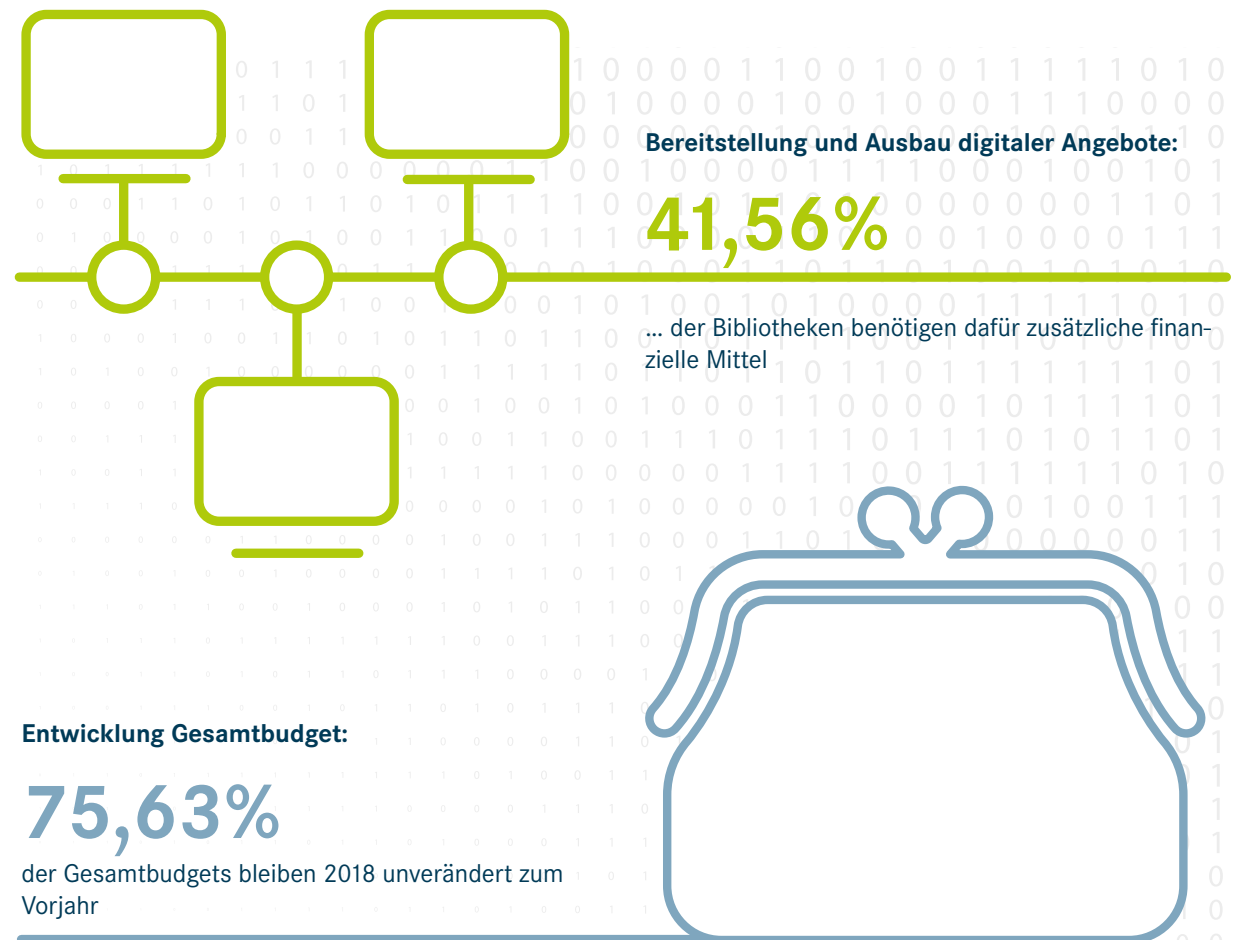 Bereitstellung und Ausbau digitaler Angebote:
41,56%
... der Bibliotheken benötigen dafür zusätzliche finan-
zielle Mittel
Entwicklung Gesamtbudget:
75,63%
der Gesamtbudgets bleiben 2018 unverändert zum
Vorjahr